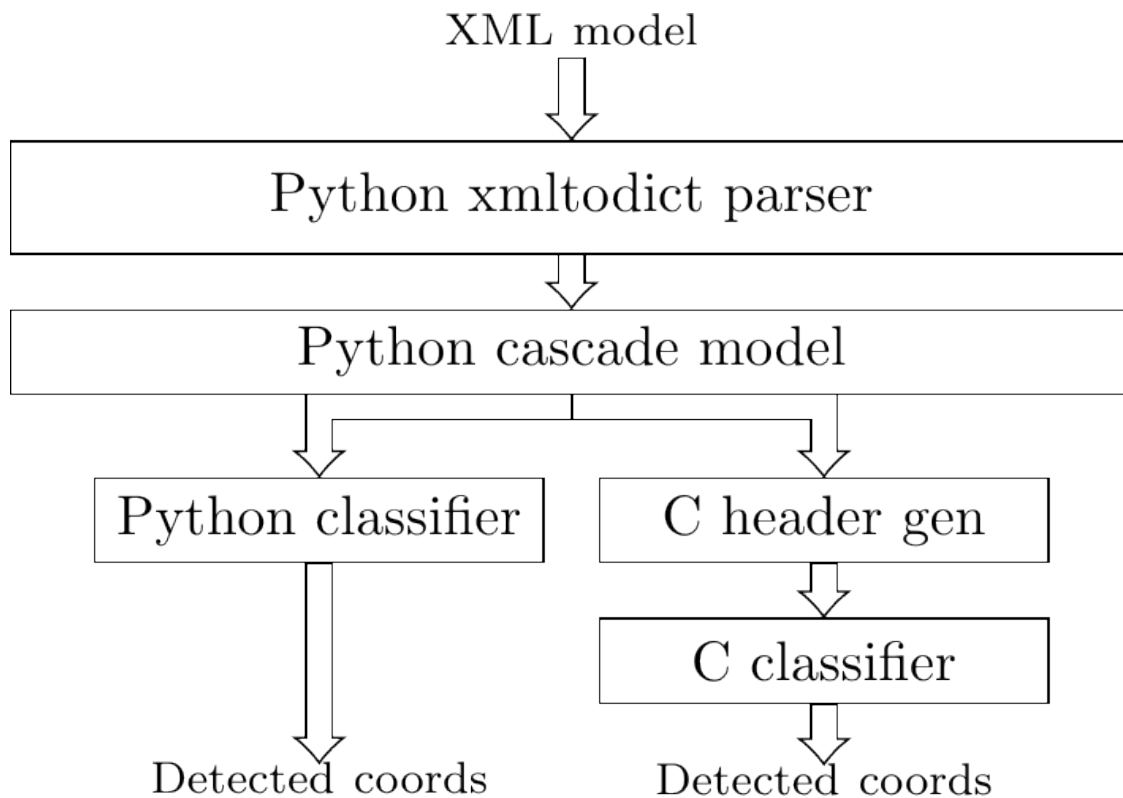 XML model
Python xmltodict parser
Python cascade model
Python classifier
C header gen
C classifier
Detected coords
Detected coords